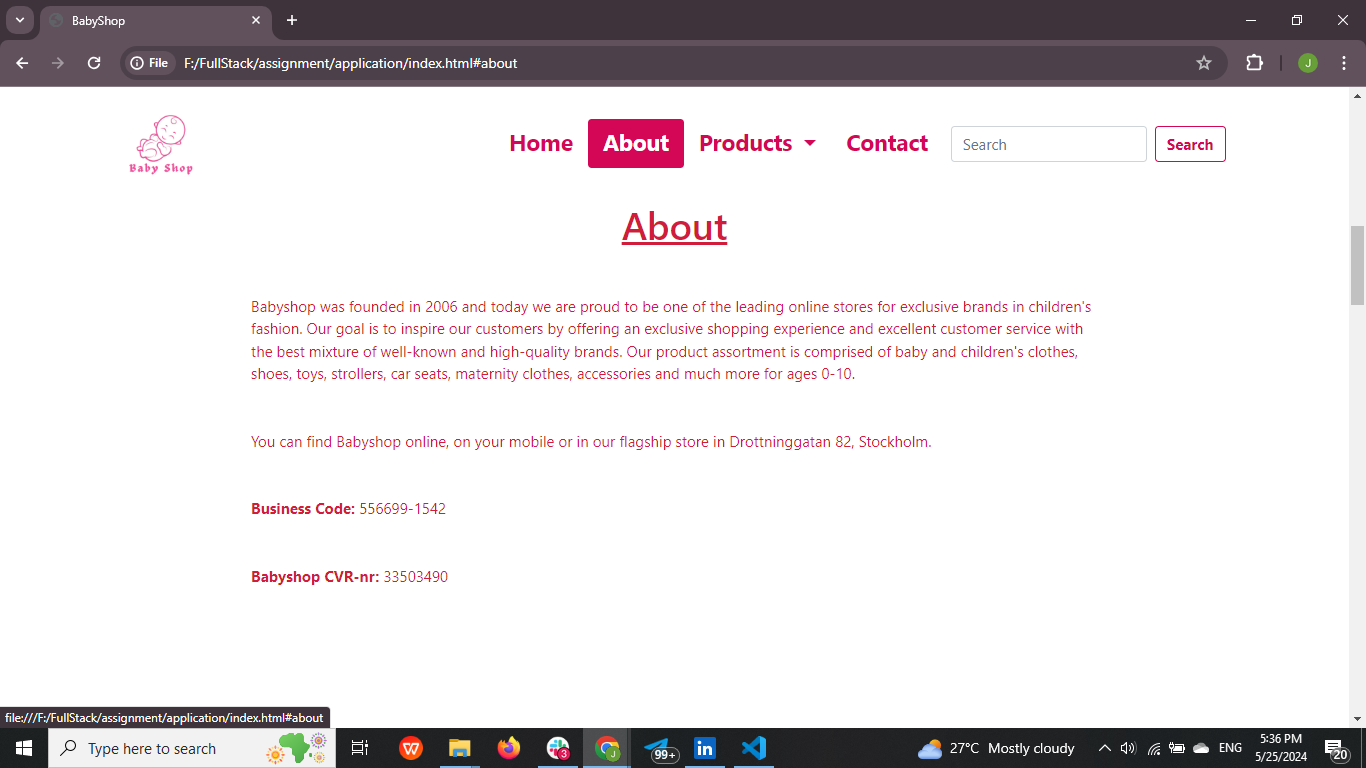 BabyShop
File F:/FullStack/assignment/application/index.html#about
J
Baby Shop
Home About Products Contact Search Search
About
Babyshop was founded in 2006 and today we are proud to be one of the leading online stores for exclusive brands in children's
fashion. Our goal is to inspire our customers by offering an exclusive shopping experience and excellent customer service with
the best mixture of well-known and high-quality brands. Our product assortment is comprised of baby and children's clothes,
shoes, toys, strollers, car seats, maternity clothes, accessories and much more for ages 0-10.
You can find Babyshop online, on your mobile or in our flagship store in Drottninggatan 82, Stockholm.
Business Code: 556699-1542
Babyshop CVR-nr: 33503490
file:///F:/FullStack/assignment/application/index.html#about
Type here to search
W
3
J
99+
in
27°C Mostly cloudy
ENG
5:36 PM
5/25/2024
20